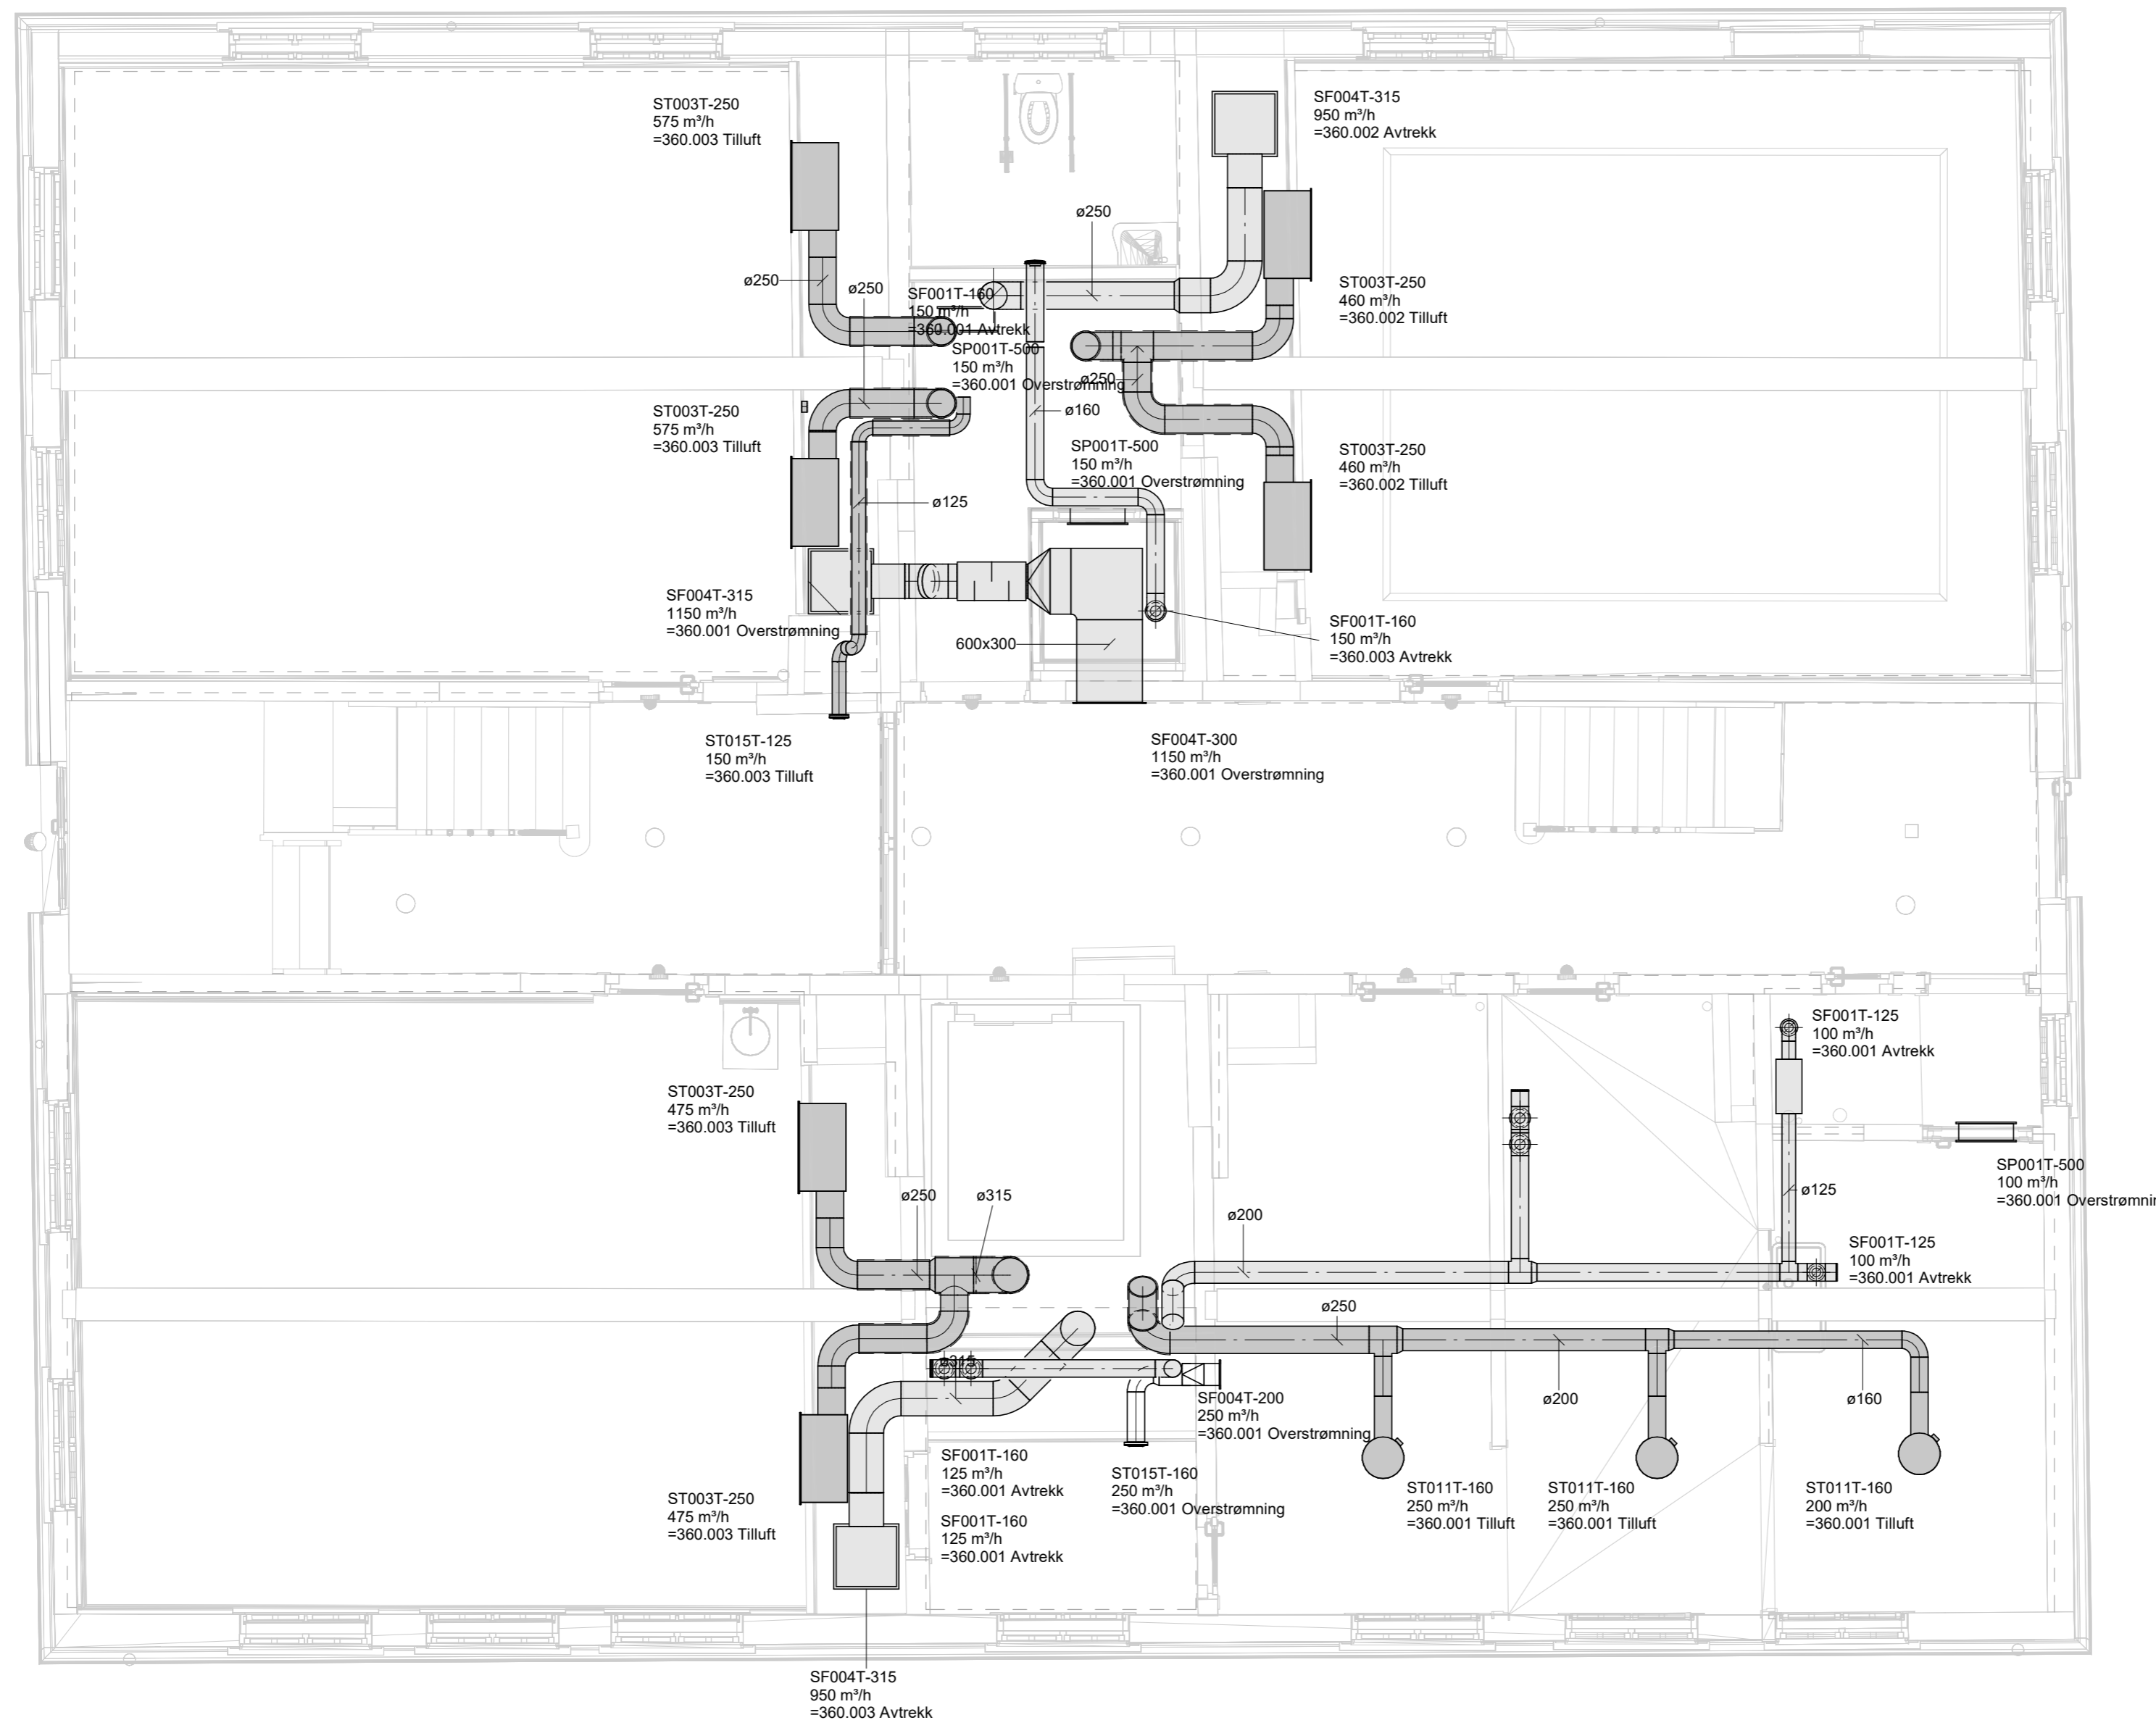 ST003T-250
575 m³/h
=360.003 Tilluft
SF004T-315
950 m³/h
=360.002 Avtrekk
ø250
ø250
ø250
SF001T-160
150 m³/h
=360.001 Avtrekk
ST003T-250
460 m³/h
=360.002 Tilluft
SP001T-500
150 m³/h
=360.001 Overstrømning
ø250
ø160
ST003T-250
575 m³/h
=360.003 Tilluft
SP001T-500
150 m³/h
=360.001 Overstrømning
ST003T-250
460 m³/h
=360.002 Tilluft
ø125
SF004T-315
1150 m³/h
=360.001 Overstrømning
600x300
SF001T-160
150 m³/h
=360.003 Avtrekk
ST015T-125
150 m³/h
=360.003 Tilluft
SF004T-300
1150 m³/h
=360.001 Overstrømning
SF001T-125
100 m³/h
=360.001 Avtrekk
ST003T-250
475 m³/h
=360.003 Tilluft
SP001T-500
100 m³/h
=360.001 Overstrømnin
ø250
ø315
ø200
ø125
SF001T-125
100 m³/h
=360.001 Avtrekk
ø250
ø315
ø200
ø160
SF004T-200
250 m³/h
=360.001 Overstrømning
SF001T-160
125 m³/h
=360.001 Avtrekk
SF001T-160
125 m³/h
=360.001 Avtrekk
ST015T-160
250 m³/h
=360.001 Overstrømning
ST011T-160
250 m³/h
=360.001 Tilluft
ST011T-160
250 m³/h
=360.001 Tilluft
ST011T-160
200 m³/h
=360.001 Tilluft
ST003T-250
475 m³/h
=360.003 Tilluft
SF004T-315
950 m³/h
=360.003 Avtrekk